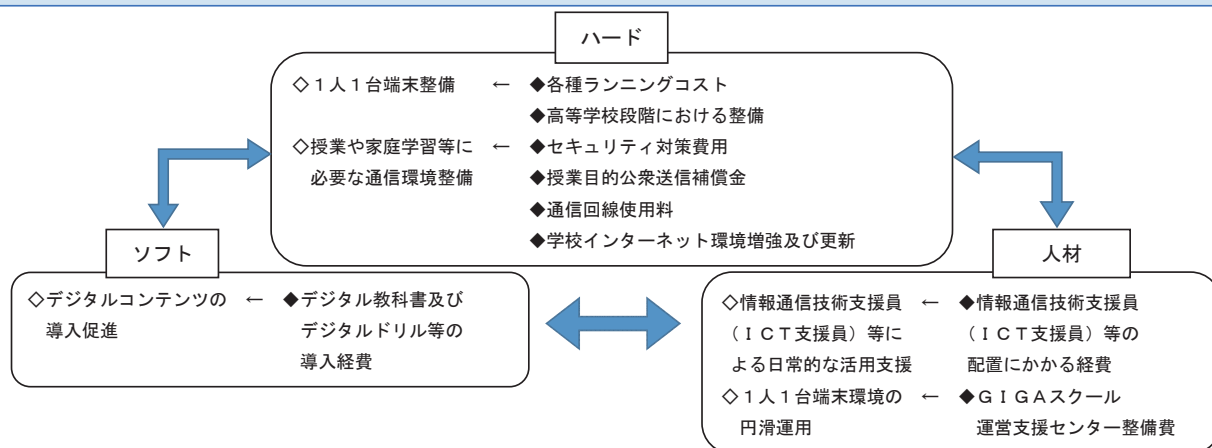 ハード
◇１人１台端末整備　←　◆各種ランニングコスト
◆高等学校段階における整備
◇授業や家庭学習等に　←　◆セキュリティ対策費用
必要な通信環境整備　◆授業目的公衆送信補償金
◆通信回線使用料
◆学校インターネット環境増強及び更新
ソフト
◇デジタルコンテンツの　←　◆デジタル教科書及び
導入促進　デジタルドリル等の
導入経費
人材
◇情報通信技術支援員　←　◆情報通信技術支援員
（ＩＣＴ支援員）等に　（ＩＣＴ支援員）等の
よる日常的な活用支援　配置にかかる経費
◇１人１台端末環境の　←　◆ＧＩＧＡスクール
円滑運用　運営支援センター整備費